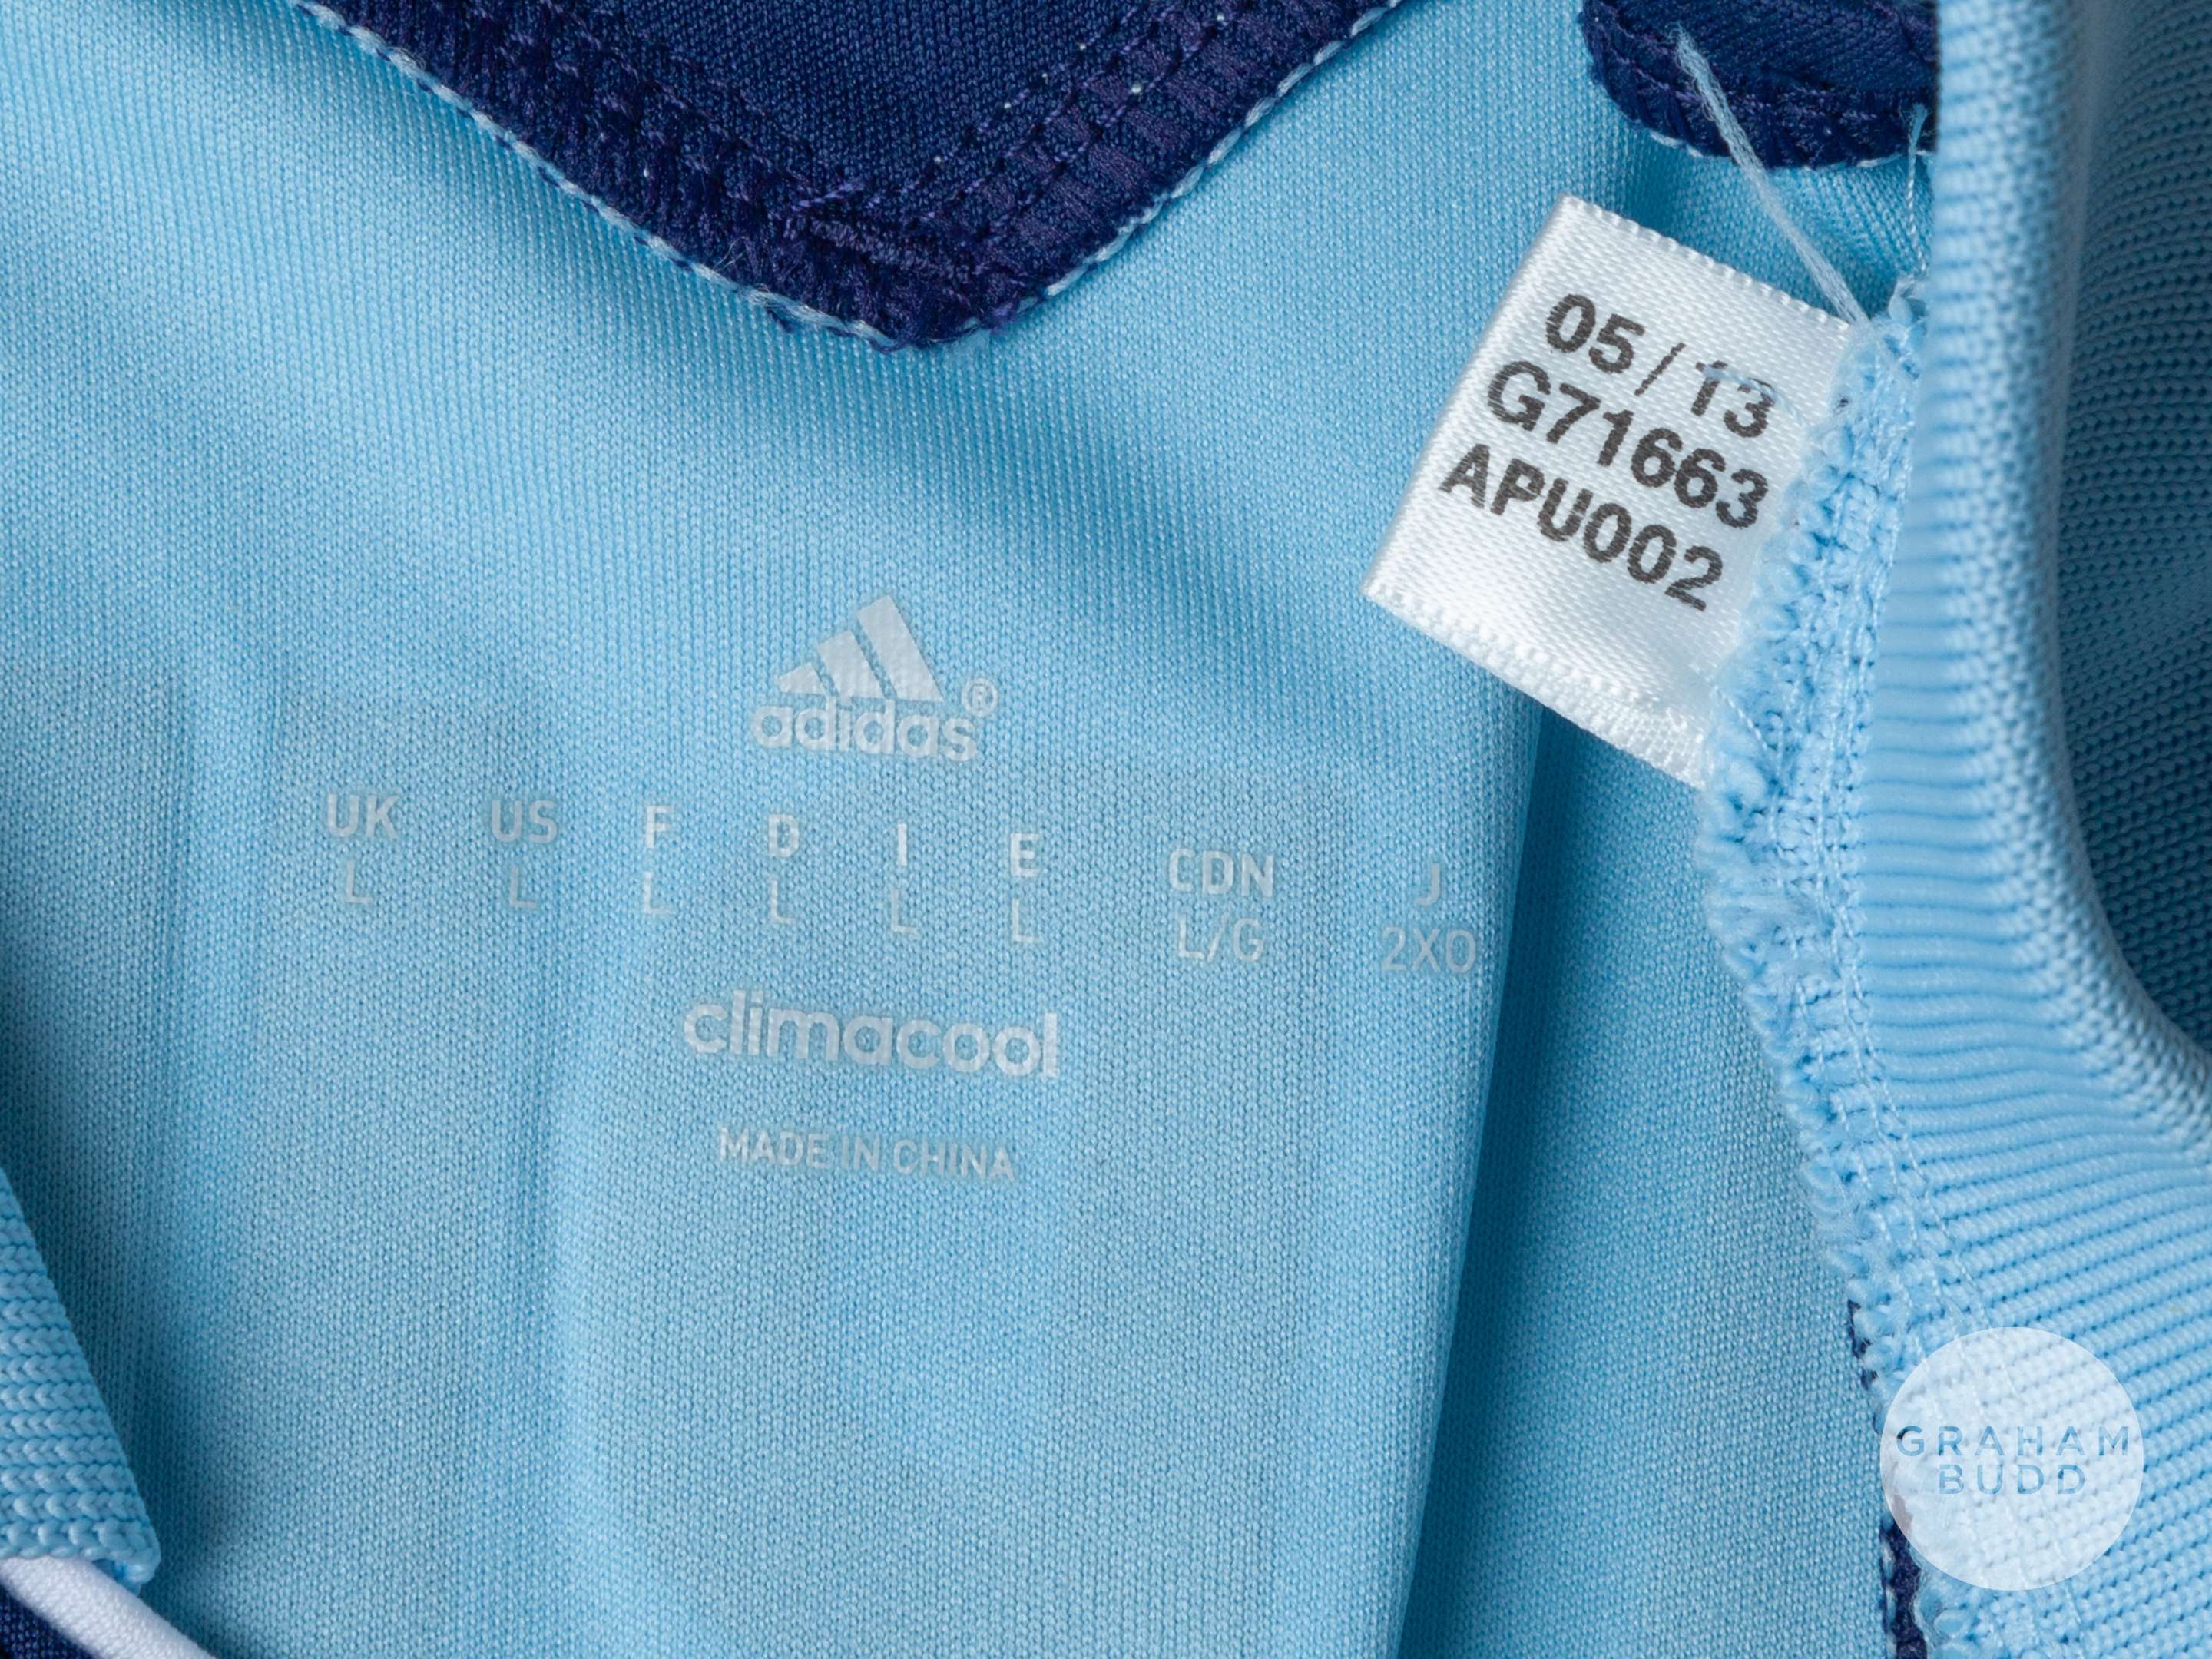 05/13
G71663
APU002
adidas®
UK US F D I E CDN J
L L L L L L L/G 2XO
climacool
MADE IN CHINA
GRAHAM
BUDD